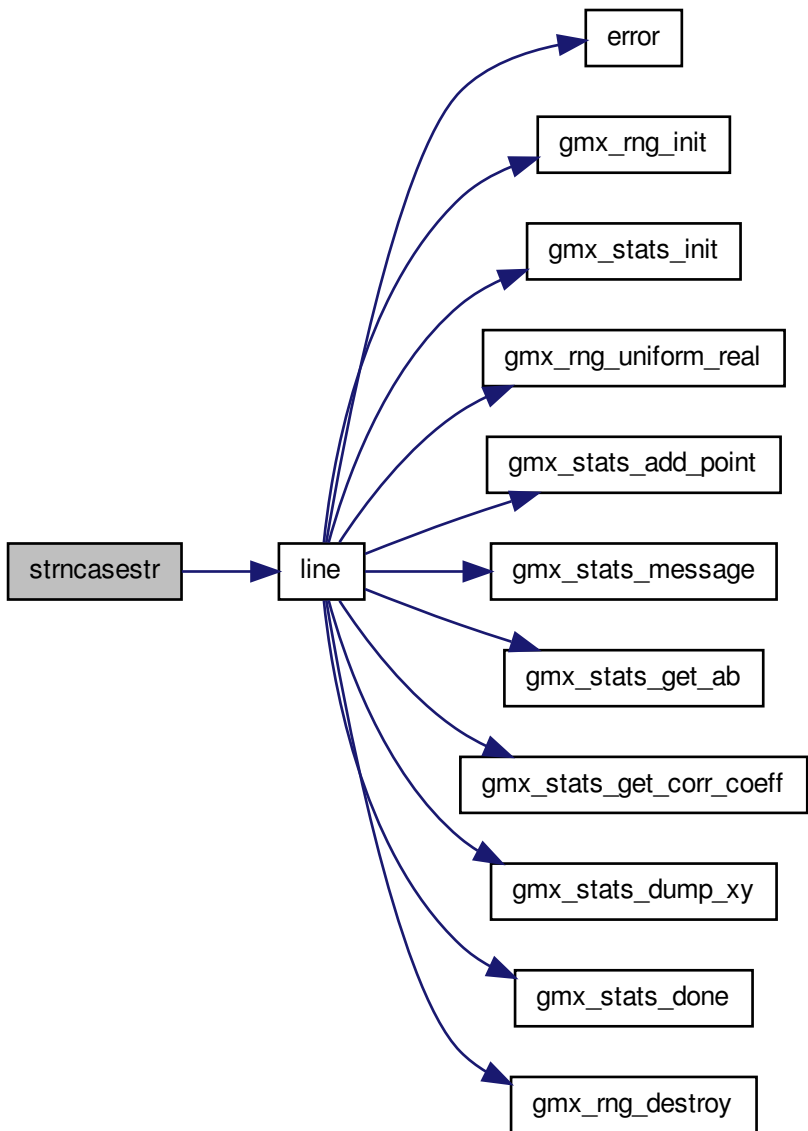 error
gmx_rng_init
gmx_stats_init
gmx_rng_uniform_real
gmx_stats_add_point
strncasestr
line
gmx_stats_message
gmx_stats_get_ab
gmx_stats_get_corr_coeff
gmx_stats_dump_xy
gmx_stats_done
gmx_rng_destroy